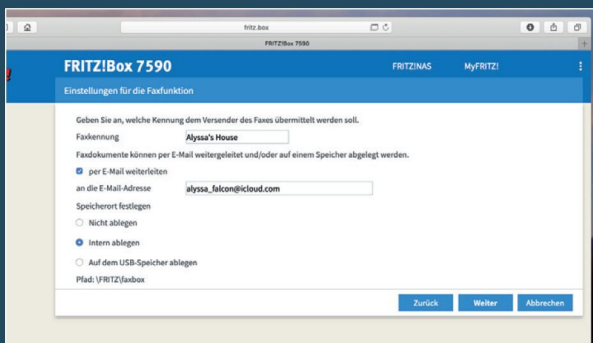 fritz.box
FRITZ!Box 7590
FRITZ!Box 7590
FRITZ!NAS
MyFRITZ!
Einstellungen für die Faxfunktion
Geben Sie an, welche Kennung dem Versender des Faxes übermittelt werden soll.
Faxkennung Alyssa's House
Faxdokumente können per E-Mail weitergeleitet und/oder auf einem Speicher abgelegt werden.
per E-Mail weiterleiten
an die E-Mail-Adresse alyssa_falcon@icloud.com
Speicherort festlegen
Nicht ablegen
Intern ablegen
Auf dem USB-Speicher ablegen
Pfad: \FRITZ\faxbox
Zurück Weiter Abbrechen